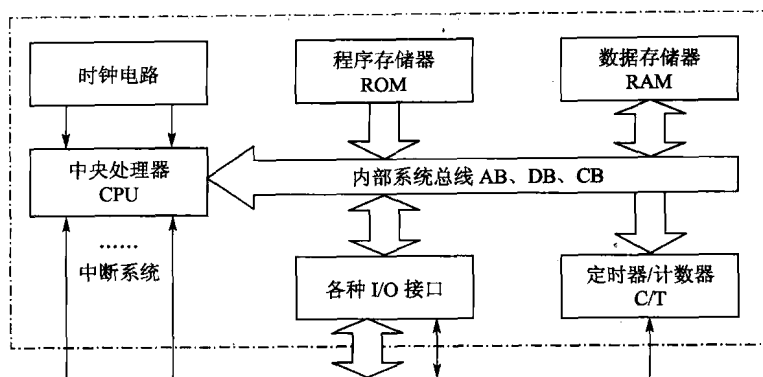 时钟电路
程序存储器
ROM
数据存储器
RAM
中央处理器
CPU
内部系统总线 AB、DB、CB
……
中断系统
各种 I/O 接口
定时器/计数器
C/T